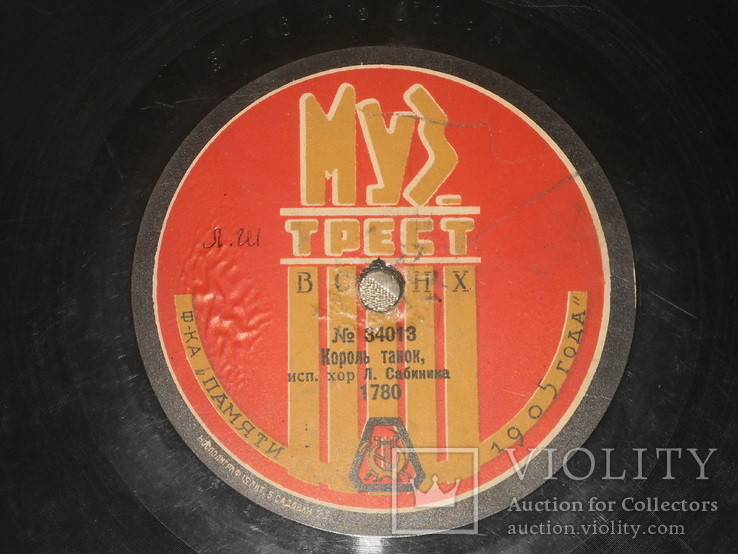 МУЗ
ТРЕСТ
В С Н Х
Л.Ш
№ 34013
Король танок,
исп. хор Л. Сабинина
1780
Ф-КА „ПАМЯТИ
1905 ГОДА"
VIOLITY
Auction for Collectors
auction.violity.com